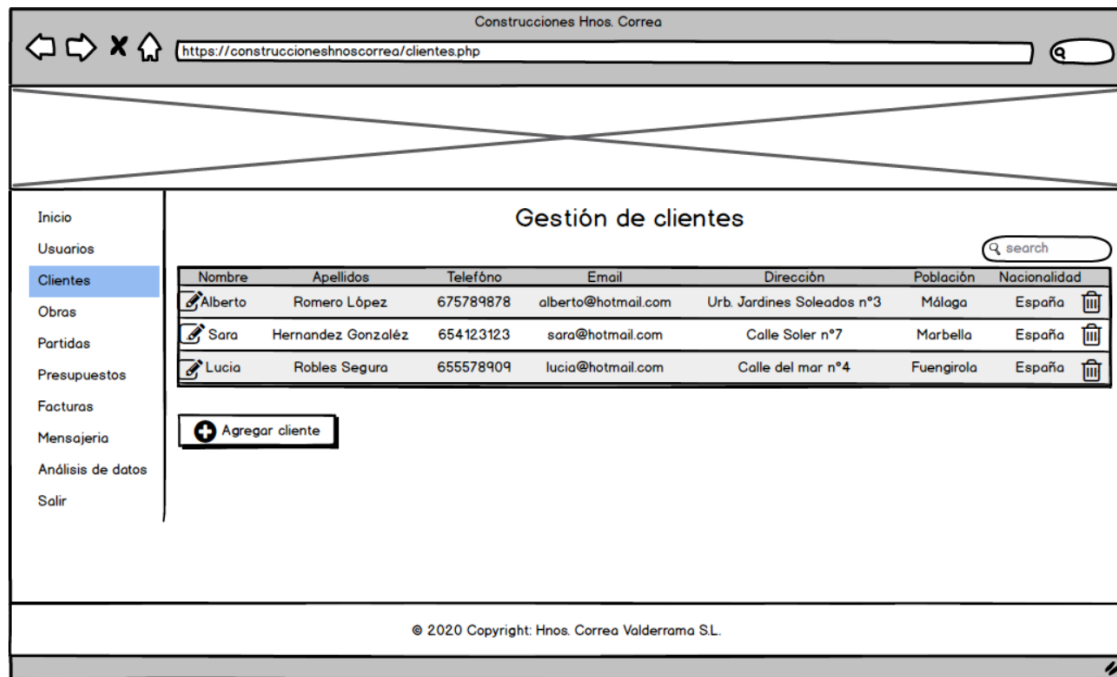 Construcciones Hnos. Correa
https://construccioneshnoscorrea/clientes.php
Inicio
Usuarios
Clientes
Obras
Partidas
Presupuestos
Facturas
Mensajeria
Análisis de datos
Salir
Gestión de clientes
search
Nombre Apellidos Telefóno Email Dirección Población Nacionalidad
Alberto Romero López 675789878 alberto@hotmail.com Urb. Jardines Soleados nº3 Málaga España
Sara Hernandez Gonzaléz 654123123 sara@hotmail.com Calle Soler nº7 Marbella España
Lucia Robles Segura 655578909 lucia@hotmail.com Calle del mar nº4 Fuengirola España
Agregar cliente
© 2020 Copyright: Hnos. Correa Valderrama S.L.